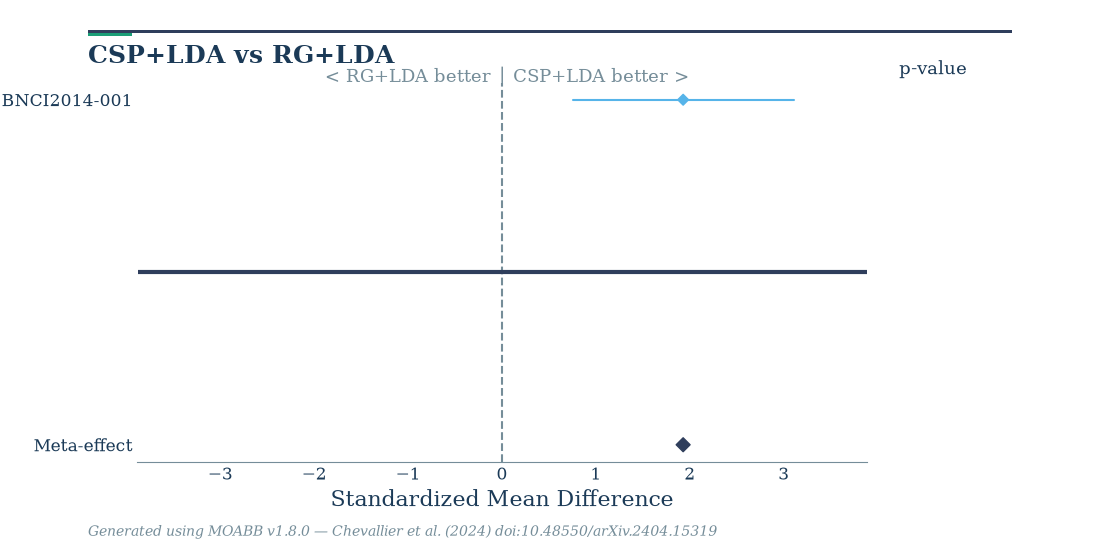 CSP+LDA vs RG+LDA
< RG+LDA better | CSP+LDA better >
p-value
BNCI2014-001
Meta-effect
−3 −2 −1 0 1 2 3
Standardized Mean Difference
Generated using MOABB v1.8.0 — Chevallier et al. (2024) doi:10.48550/arXiv.2404.15319